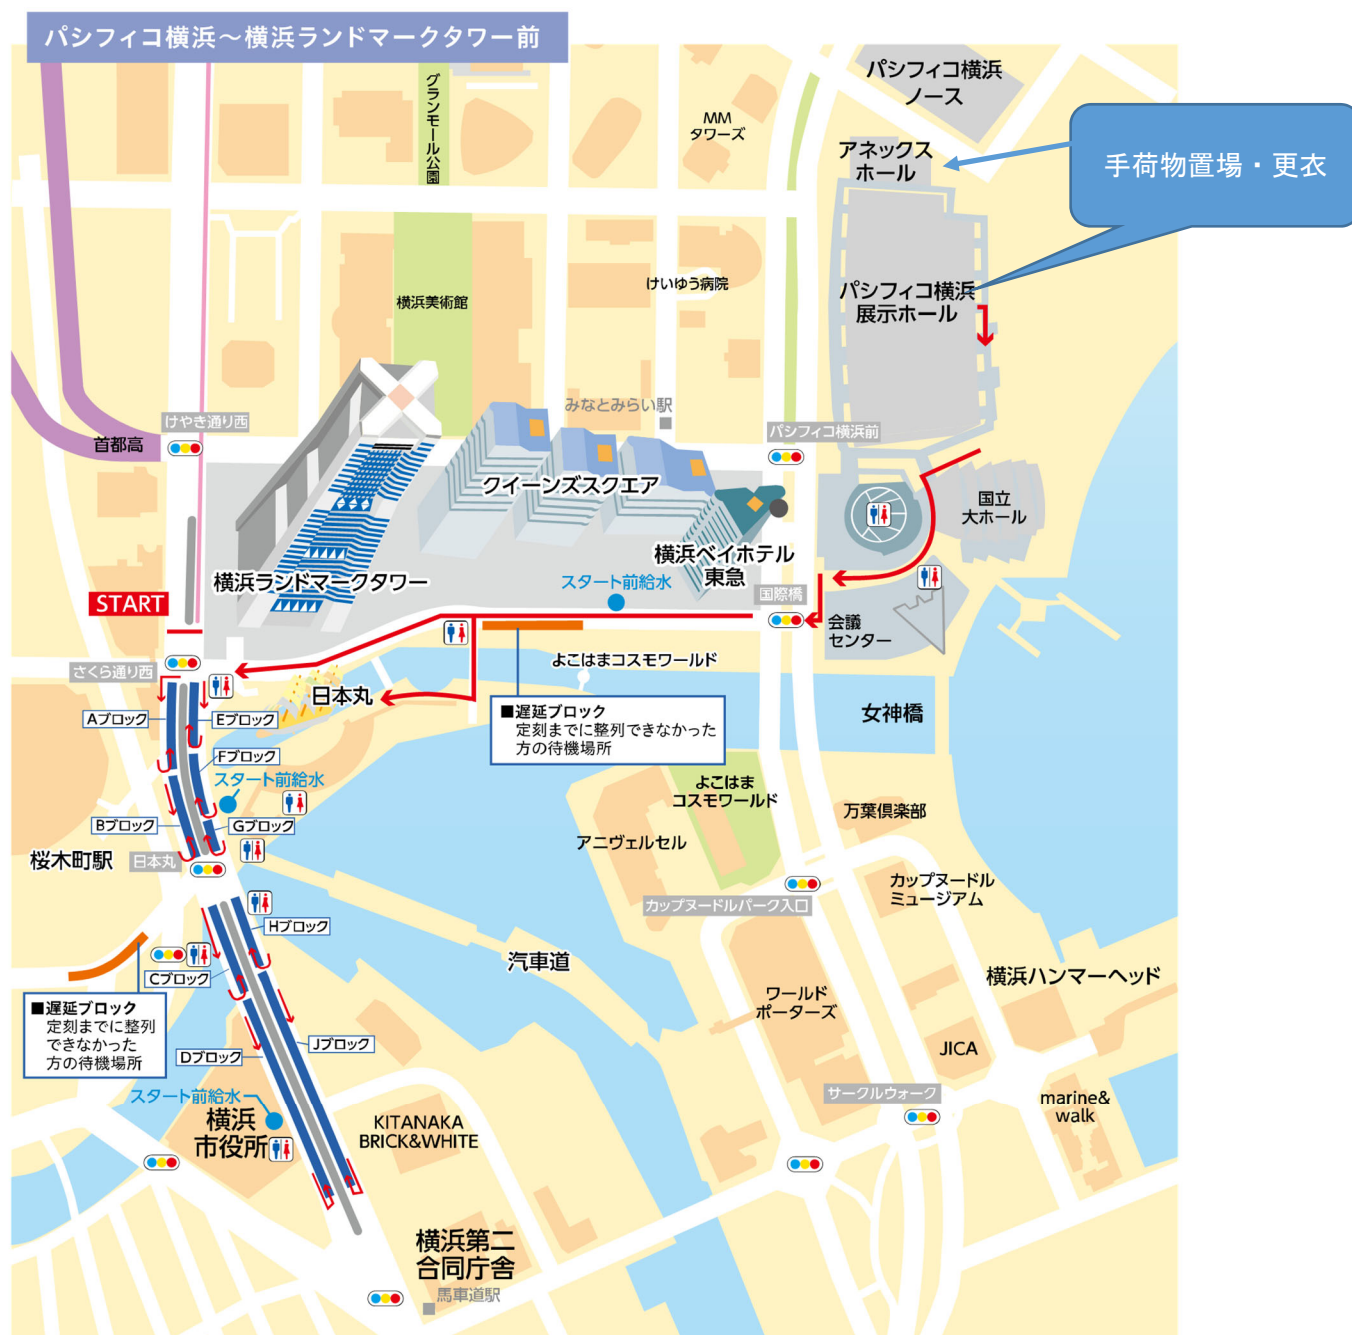 パシフィコ横浜～横浜ランドマークタワー前
パシフィコ横浜
ノース
グランモール公園
MM
タワーズ
アネックス
ホール
手荷物置場・更衣
けいゆう病院
パシフィコ横浜
展示ホール
横浜美術館
みなとみらい駅
けやき通り西
首都高
パシフィコ横浜前
クイーンズスクエア
国立
大ホール
横浜ベイホテル
東急
横浜ランドマークタワー
スタート前給水
国際橋
START
会議
センター
さくら通り西
よこはまコスモワールド
日本丸
Aブロック
Eブロック
■遅延ブロック
定刻までに整列できなかった
方の待機場所
女神橋
Fブロック
スタート前給水
よこはま
コスモワールド
万葉倶楽部
Bブロック
Gブロック
アニヴェルセル
桜木町駅
日本丸
カップヌードル
ミュージアム
カップヌードルパーク入口
Hブロック
汽車道
Cブロック
横浜ハンマーヘッド
ワールド
ポーターズ
■遅延ブロック
定刻までに整列
できなかった
方の待機場所
Jブロック
Dブロック
JICA
スタート前給水
サークルウォーク
marine&
walk
横浜
市役所
KITANAKA
BRICK&WHITE
横浜第二
合同庁舎
馬車道駅